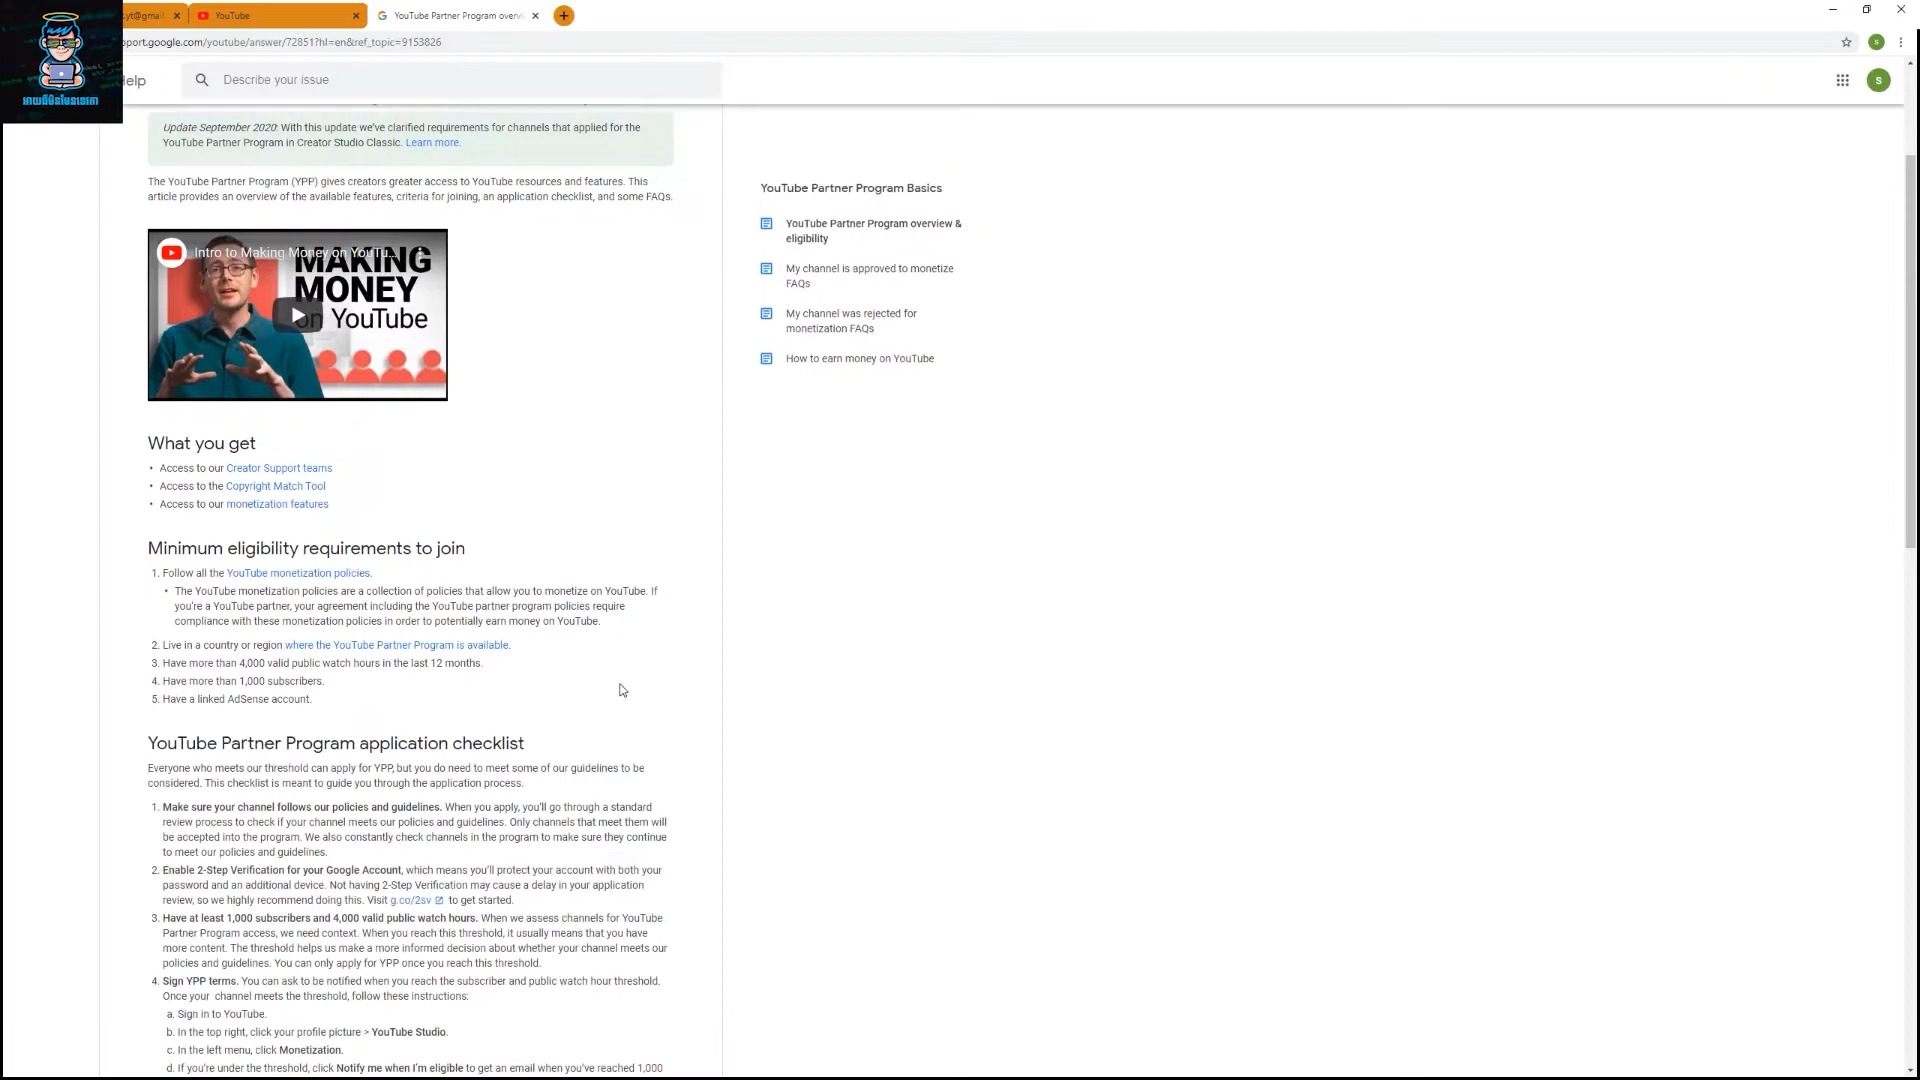 .yt@gmail
YouTube
YouTube Partner Program overv
pport.google.com/youtube/answer/72851?hl=en&ref_topic=9153826
Help
Describe your issue
S
S
Update September 2020: With this update we've clarified requirements for channels that applied for the
YouTube Partner Program in Creator Studio Classic. Learn more.
The YouTube Partner Program (YPP) gives creators greater access to YouTube resources and features. This
article provides an overview of the available features, criteria for joining, an application checklist, and some FAQs.
Intro to Making Money on YouTu...
MAKING
MONEY
on YouTube
What you get
• Access to our Creator Support teams
• Access to the Copyright Match Tool
• Access to our monetization features
Minimum eligibility requirements to join
1. Follow all the YouTube monetization policies.
• The YouTube monetization policies are a collection of policies that allow you to monetize on YouTube. If
you're a YouTube partner, your agreement including the YouTube partner program policies require
compliance with these monetization policies in order to potentially earn money on YouTube.
2. Live in a country or region where the YouTube Partner Program is available.
3. Have more than 4,000 valid public watch hours in the last 12 months.
4. Have more than 1,000 subscribers.
5. Have a linked AdSense account.
YouTube Partner Program application checklist
Everyone who meets our threshold can apply for YPP, but you do need to meet some of our guidelines to be
considered. This checklist is meant to guide you through the application process.
1. Make sure your channel follows our policies and guidelines. When you apply, you'll go through a standard
review process to check if your channel meets our policies and guidelines. Only channels that meet them will
be accepted into the program. We also constantly check channels in the program to make sure they continue
to meet our policies and guidelines.
2. Enable 2-Step Verification for your Google Account, which means you'll protect your account with both your
password and an additional device. Not having 2-Step Verification may cause a delay in your application
review, so we highly recommend doing this. Visit g.co/2sv to get started.
3. Have at least 1,000 subscribers and 4,000 valid public watch hours. When we assess channels for YouTube
Partner Program access, we need context. When you reach this threshold, it usually means that you have
more content. The threshold helps us make a more informed decision about whether your channel meets our
policies and guidelines. You can only apply for YPP once you reach this threshold.
4. Sign YPP terms. You can ask to be notified when you reach the subscriber and public watch hour threshold.
Once your channel meets the threshold, follow these instructions:
a. Sign in to YouTube.
b. In the top right, click your profile picture > YouTube Studio.
c. In the left menu, click Monetization.
d. If you're under the threshold, click Notify me when I'm eligible to get an email when you've reached 1,000
YouTube Partner Program Basics
YouTube Partner Program overview &
eligibility
My channel is approved to monetize
FAQs
My channel was rejected for
monetization FAQs
How to earn money on YouTube